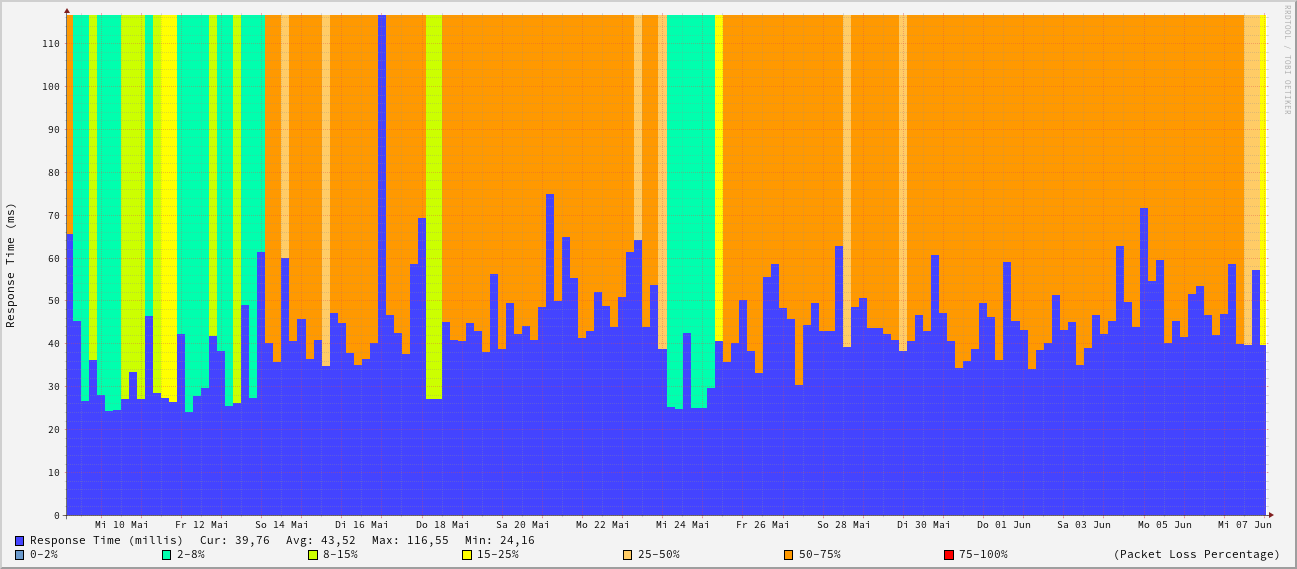 RRDTOOL / TOBI OETIKER
Response Time (ms)
110
100
90
80
70
60
50
40
30
20
10
0
Mi 10 Mai Fr 12 Mai So 14 Mai Di 16 Mai Do 18 Mai Sa 20 Mai Mo 22 Mai Mi 24 Mai Fr 26 Mai So 28 Mai Di 30 Mai Do 01 Jun Sa 03 Jun Mo 05 Jun Mi 07 Jun
Response Time (millis) Cur: 39,76 Avg: 43,52 Max: 116,55 Min: 24,16
0-2% 2-8% 8-15% 15-25% 25-50% 50-75% 75-100% (Packet Loss Percentage)